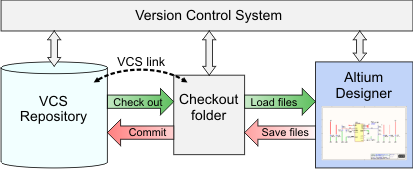 Version Control System
VCS link
VCS
Repository
Check out
Commit
Checkout
folder
Load files
Save files
Altium
Designer